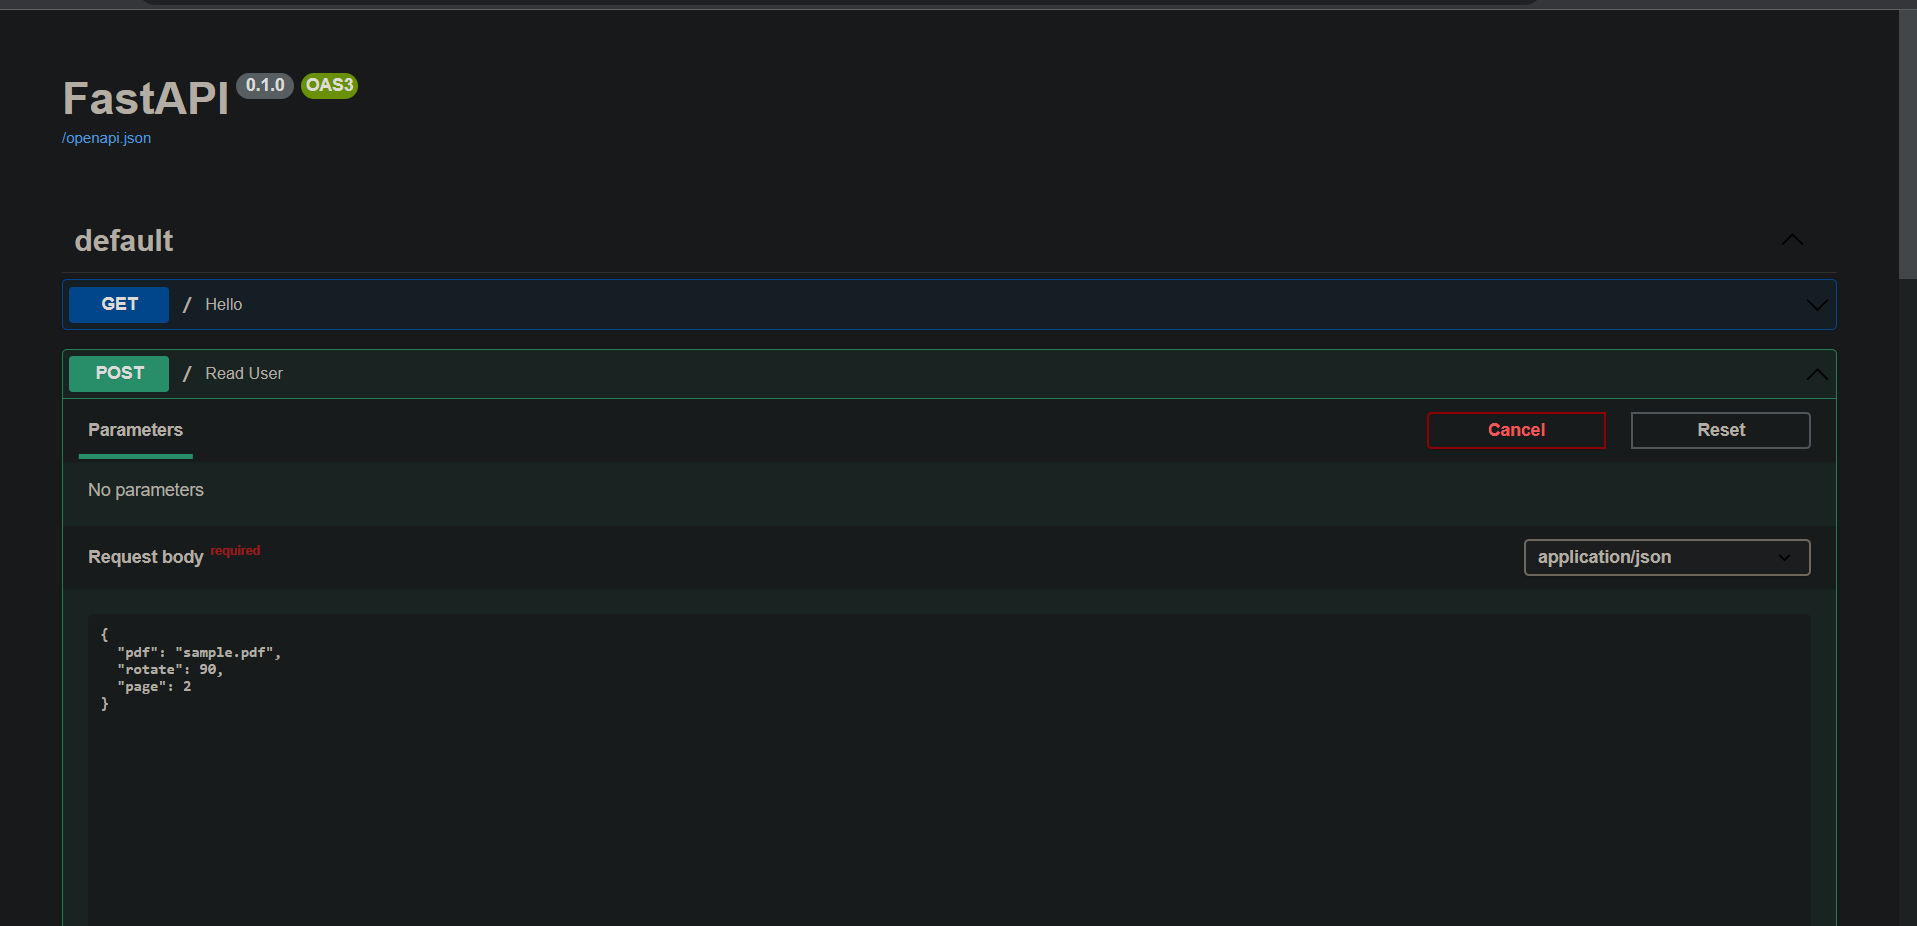 FastAPI 0.1.0 OAS3
/openapi.json
default
GET / Hello
POST / Read User
Parameters Cancel Reset
No parameters
Request body required application/json
{
  "pdf": "sample.pdf",
  "rotate": 90,
  "page": 2
}